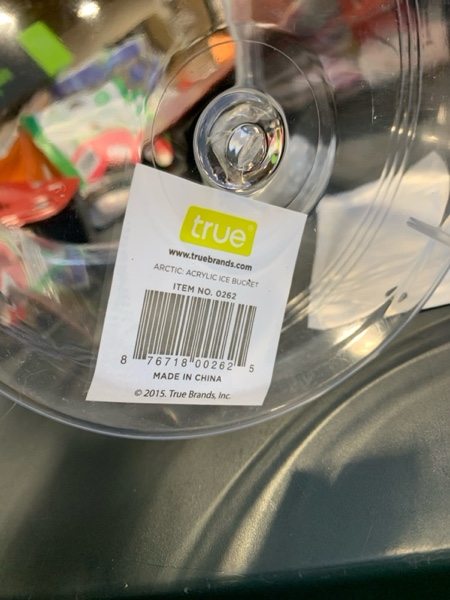 true®
www.truebrands.com
ARCTIC: ACRYLIC ICE BUCKET
ITEM NO. 0262
8 76718 00262 5
MADE IN CHINA
© 2015. True Brands, Inc.